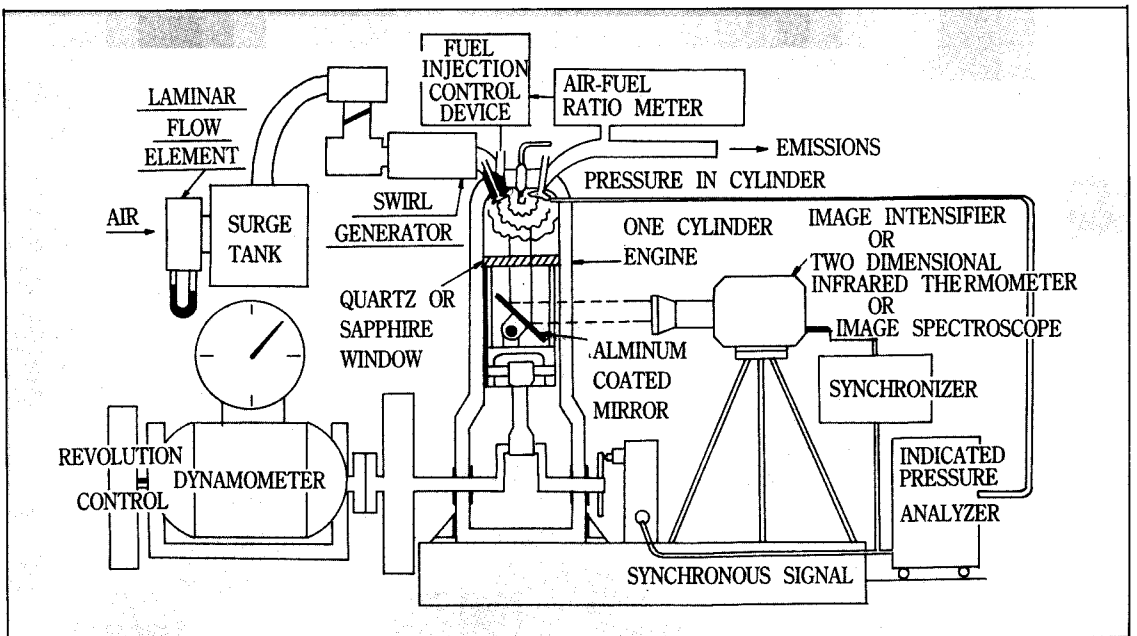 FUEL
INJECTION
CONTROL
DEVICE
AIR-FUEL
RATIO METER
LAMINAR
FLOW
ELEMENT
EMISSIONS
PRESSURE IN CYLINDER
AIR
SURGE
TANK
SWIRL
GENERATOR
ONE CYLINDER
ENGINE
IMAGE INTENSIFIER
OR
TWO DIMENSIONAL
INFRARED THERMOMETER
OR
IMAGE SPECTROSCOPE
QUARTZ OR
SAPPHIRE
WINDOW
ALMINUM
COATED
MIRROR
SYNCHRONIZER
REVOLUTION
CONTROL
DYNAMOMETER
INDICATED
PRESSURE
ANALYZER
SYNCHRONOUS SIGNAL